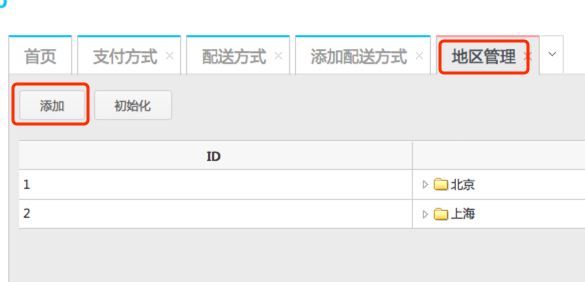 首页 支付方式 × 配送方式 × 添加配送方式 × 地区管理 ×
添加 初始化
ID
1 北京
2 上海